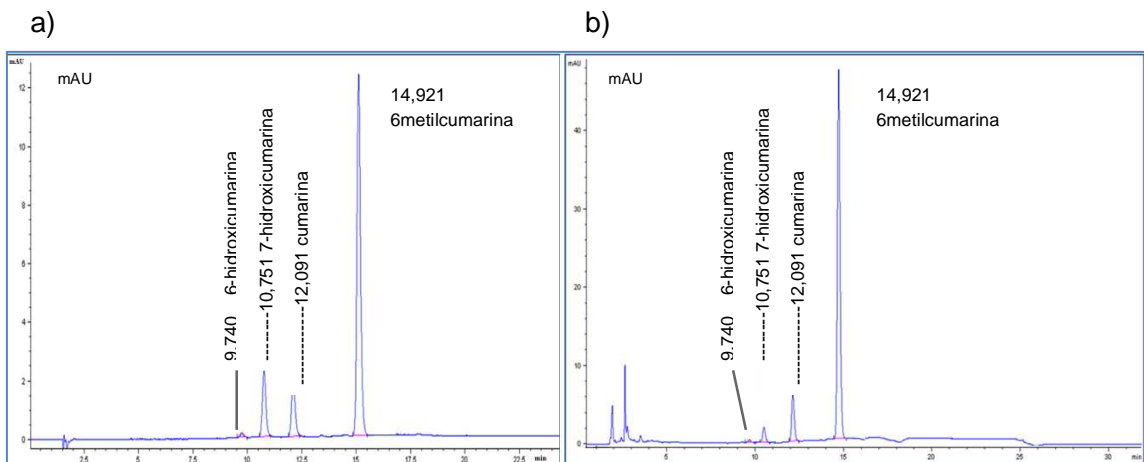 a)
mAU
mAU
14,921
6metilcumarina
9.740 6-hidroxicumarina
10,751 7-hidroxicumarina
12,091 cumarina
12
10
8
6
4
2
0
2.5
5
7.5
10
12.5
15
17.5
20
22.5
min
b)
mAU
mAU
14,921
6metilcumarina
9.740 6-hidroxicumarina
10,751 7-hidroxicumarina
12,091 cumarina
40
30
20
10
0
5
10
15
20
25
30
min